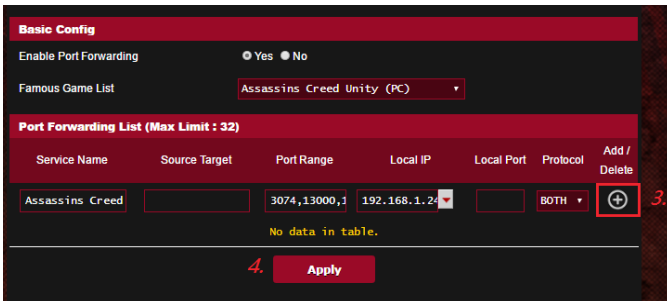 Basic Config
Enable Port Forwarding Yes No
Famous Game List Assassins Creed Unity (PC)
Port Forwarding List (Max Limit : 32)
Service Name Source Target Port Range Local IP Local Port Protocol Add / Delete
Assassins Creed 3074,13000,1 192.168.1.24 BOTH 3.
No data in table.
4. Apply